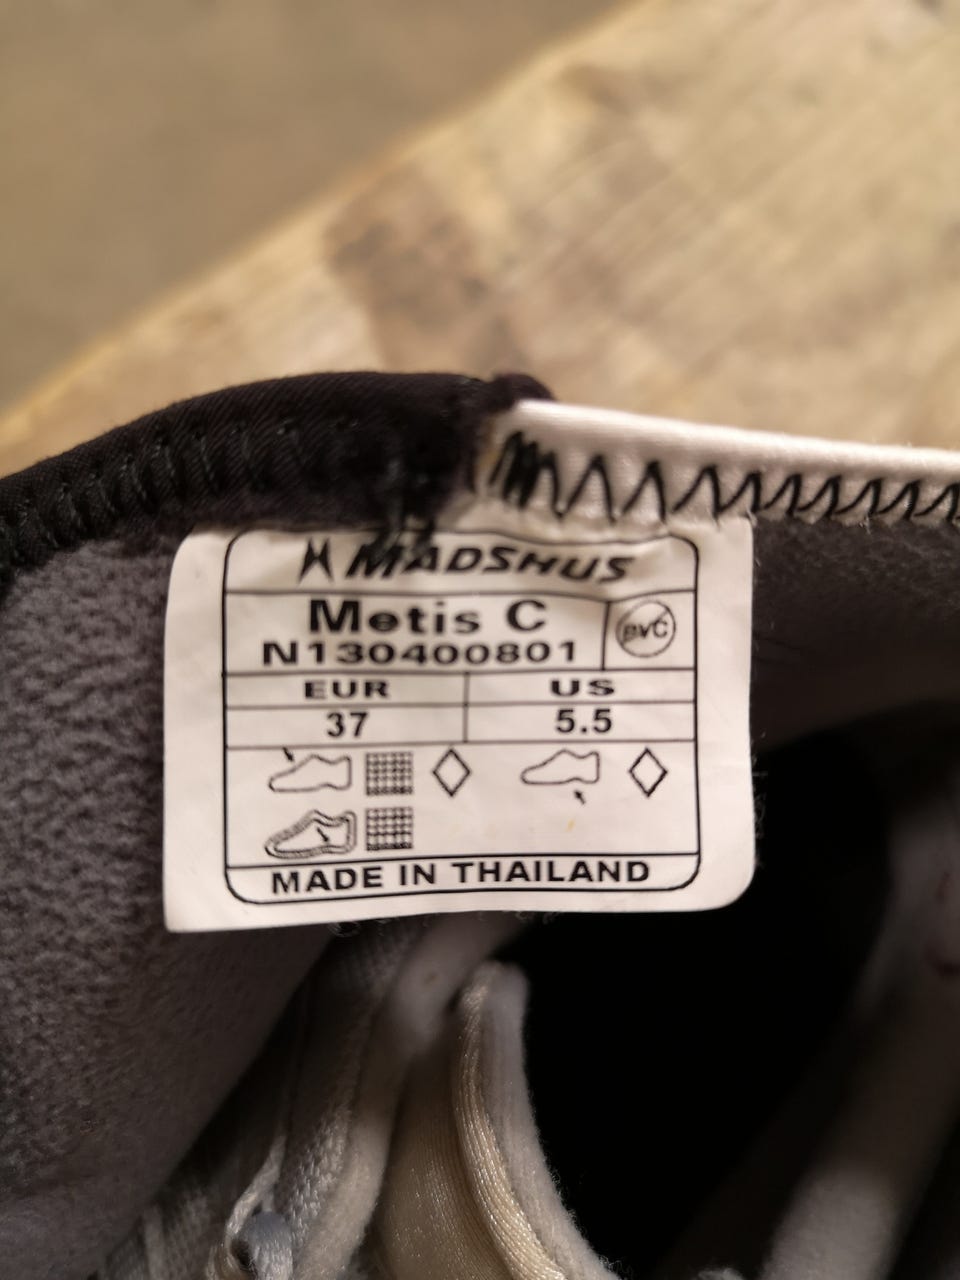 MADSHUS
Metis C
PVC
N130400801
EUR US
37 5.5
MADE IN THAILAND